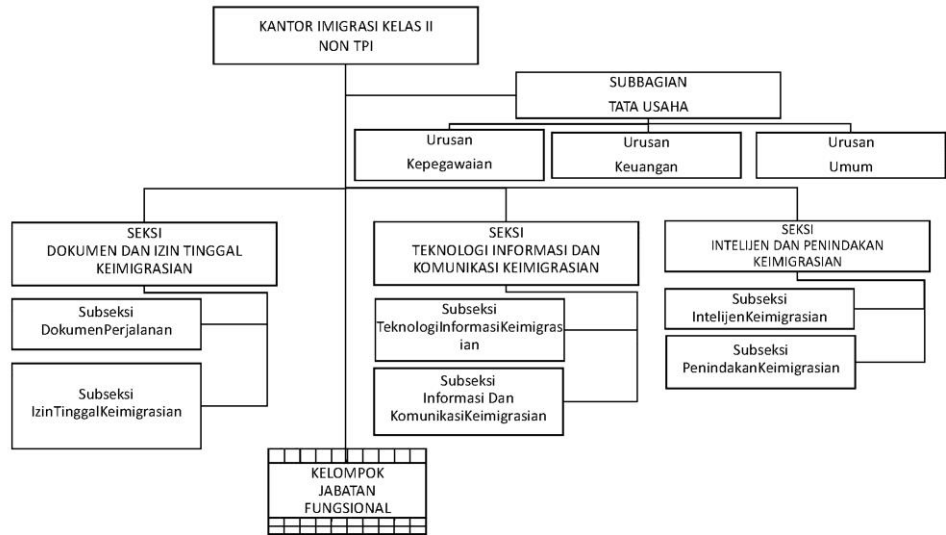 KANTOR IMIGRASI KELAS II
NON TPI
SUBBAGIAN
TATA USAHA
Urusan
Kepegawaian
Urusan
Keuangan
Urusan
Umum
SEKSI
DOKUMEN DAN IZIN TINGGAL
KEIMIGRASIAN
SEKSI
TEKNOLOGI INFORMASI DAN
KOMUNIKASI KEIMIGRASIAN
SEKSI
INTELIJEN DAN PENINDAKAN
KEIMIGRASIAN
Subseksi
DokumenPerjalanan
Subseksi
IzinTinggalKeimigrasian
Subseksi
TeknologiInformasiKeimigras
ian
Subseksi
Informasi Dan
KomunikasiKeimigrasian
Subseksi
IntelijenKeimigrasian
Subseksi
PenindakanKeimigrasian
KELOMPOK
JABATAN
FUNGSIONAL